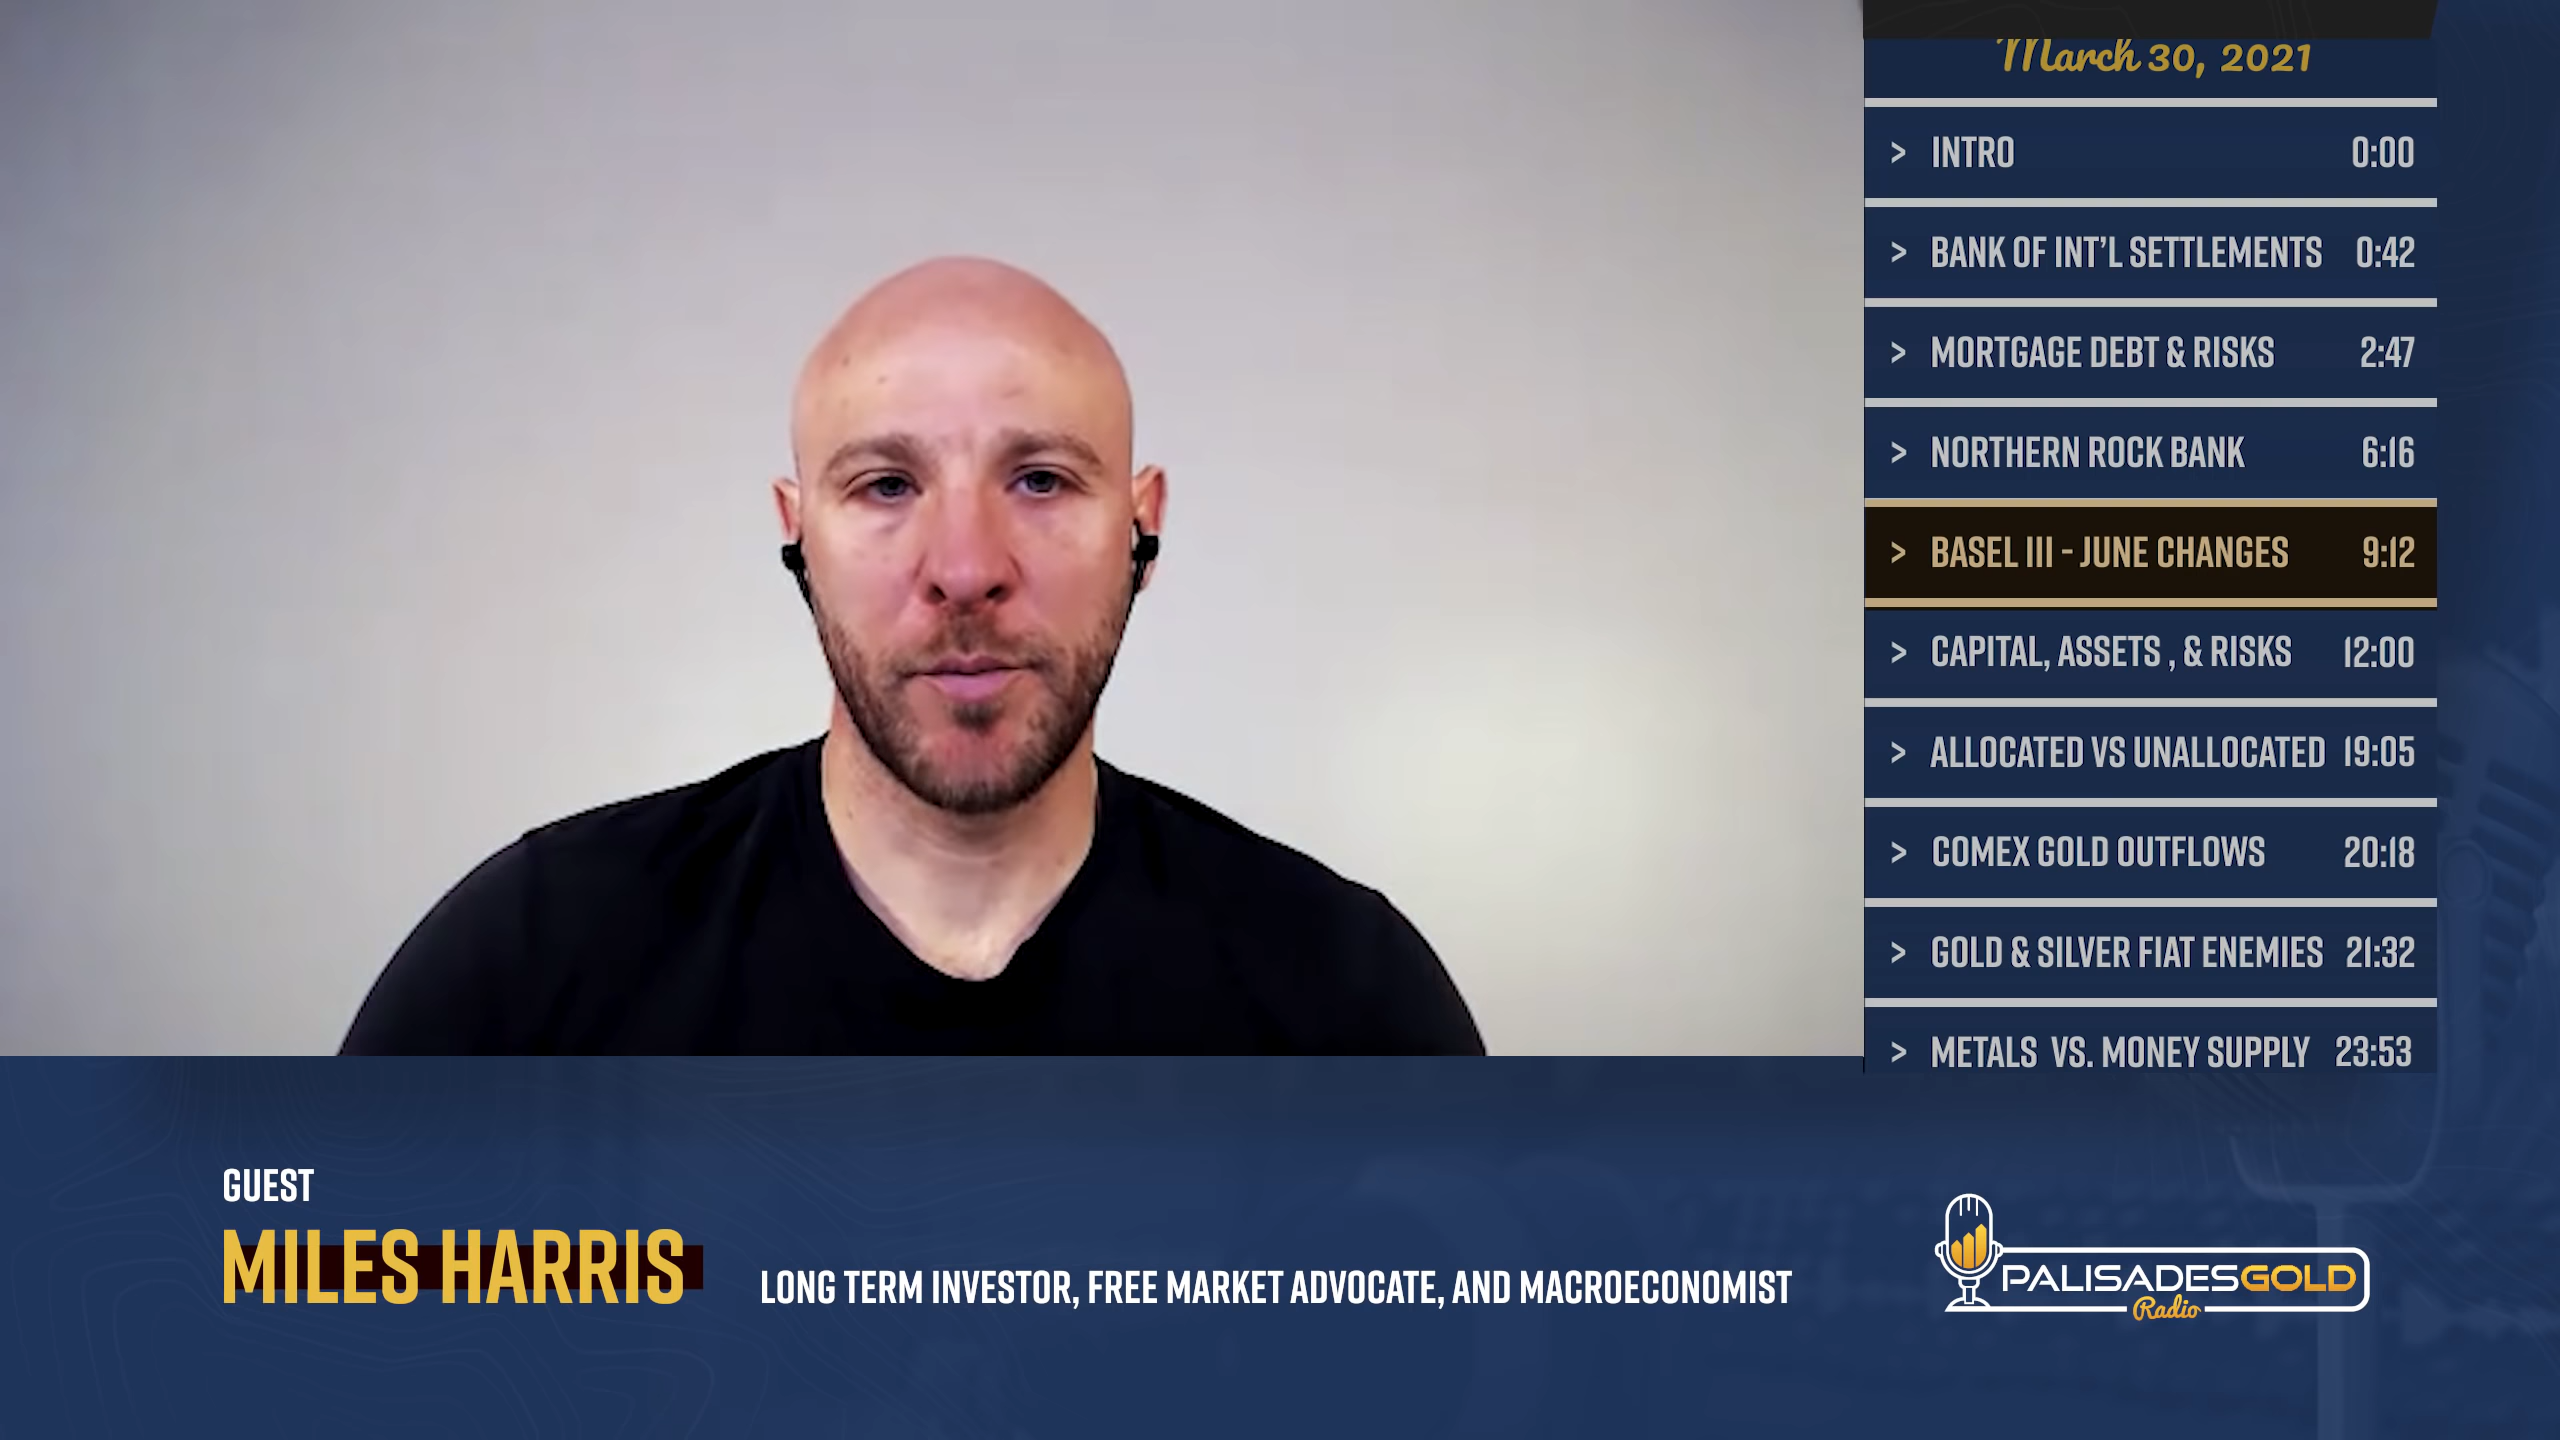 March 30, 2021
> INTRO 0:00
> BANK OF INT'L SETTLEMENTS 0:42
> MORTGAGE DEBT & RISKS 2:47
> NORTHERN ROCK BANK 6:16
> BASEL III - JUNE CHANGES 9:12
> CAPITAL, ASSETS , & RISKS 12:00
> ALLOCATED VS UNALLOCATED 19:05
> COMEX GOLD OUTFLOWS 20:18
> GOLD & SILVER FIAT ENEMIES 21:32
> METALS VS. MONEY SUPPLY 23:53
GUEST
MILES HARRIS
LONG TERM INVESTOR, FREE MARKET ADVOCATE, AND MACROECONOMIST
PALISADESGOLD
Radio